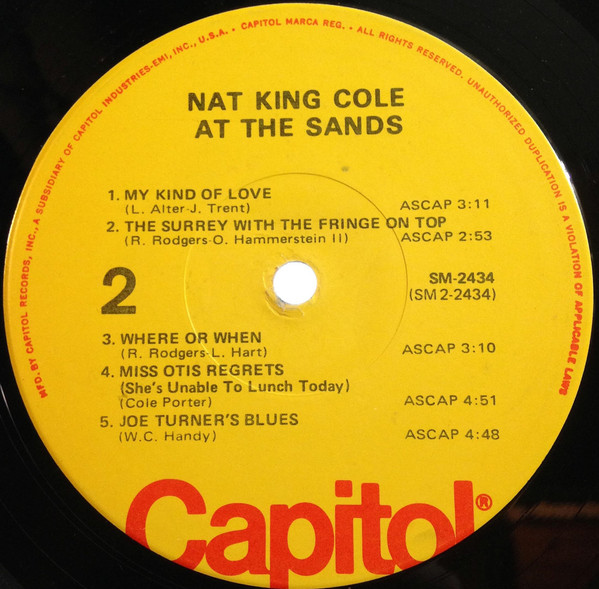 MFD. BY CAPITOL RECORDS, INC., A SUBSIDIARY OF CAPITOL INDUSTRIES-EMI, INC., U.S.A. • CAPITOL MARCA REG. • ALL RIGHTS RESERVED. UNAUTHORIZED DUPLICATION IS A VIOLATION OF APPLICABLE LAWS
NAT KING COLE
AT THE SANDS
1. MY KIND OF LOVE
(L. Alter-J. Trent) ASCAP 3:11
2. THE SURREY WITH THE FRINGE ON TOP
(R. Rodgers-O. Hammerstein II) ASCAP 2:53
2
SM-2434
(SM 2-2434)
3. WHERE OR WHEN
(R. Rodgers-L. Hart) ASCAP 3:10
4. MISS OTIS REGRETS
(She's Unable To Lunch Today)
(Cole Porter) ASCAP 4:51
5. JOE TURNER'S BLUES
(W.C. Handy) ASCAP 4:48
Capitol®